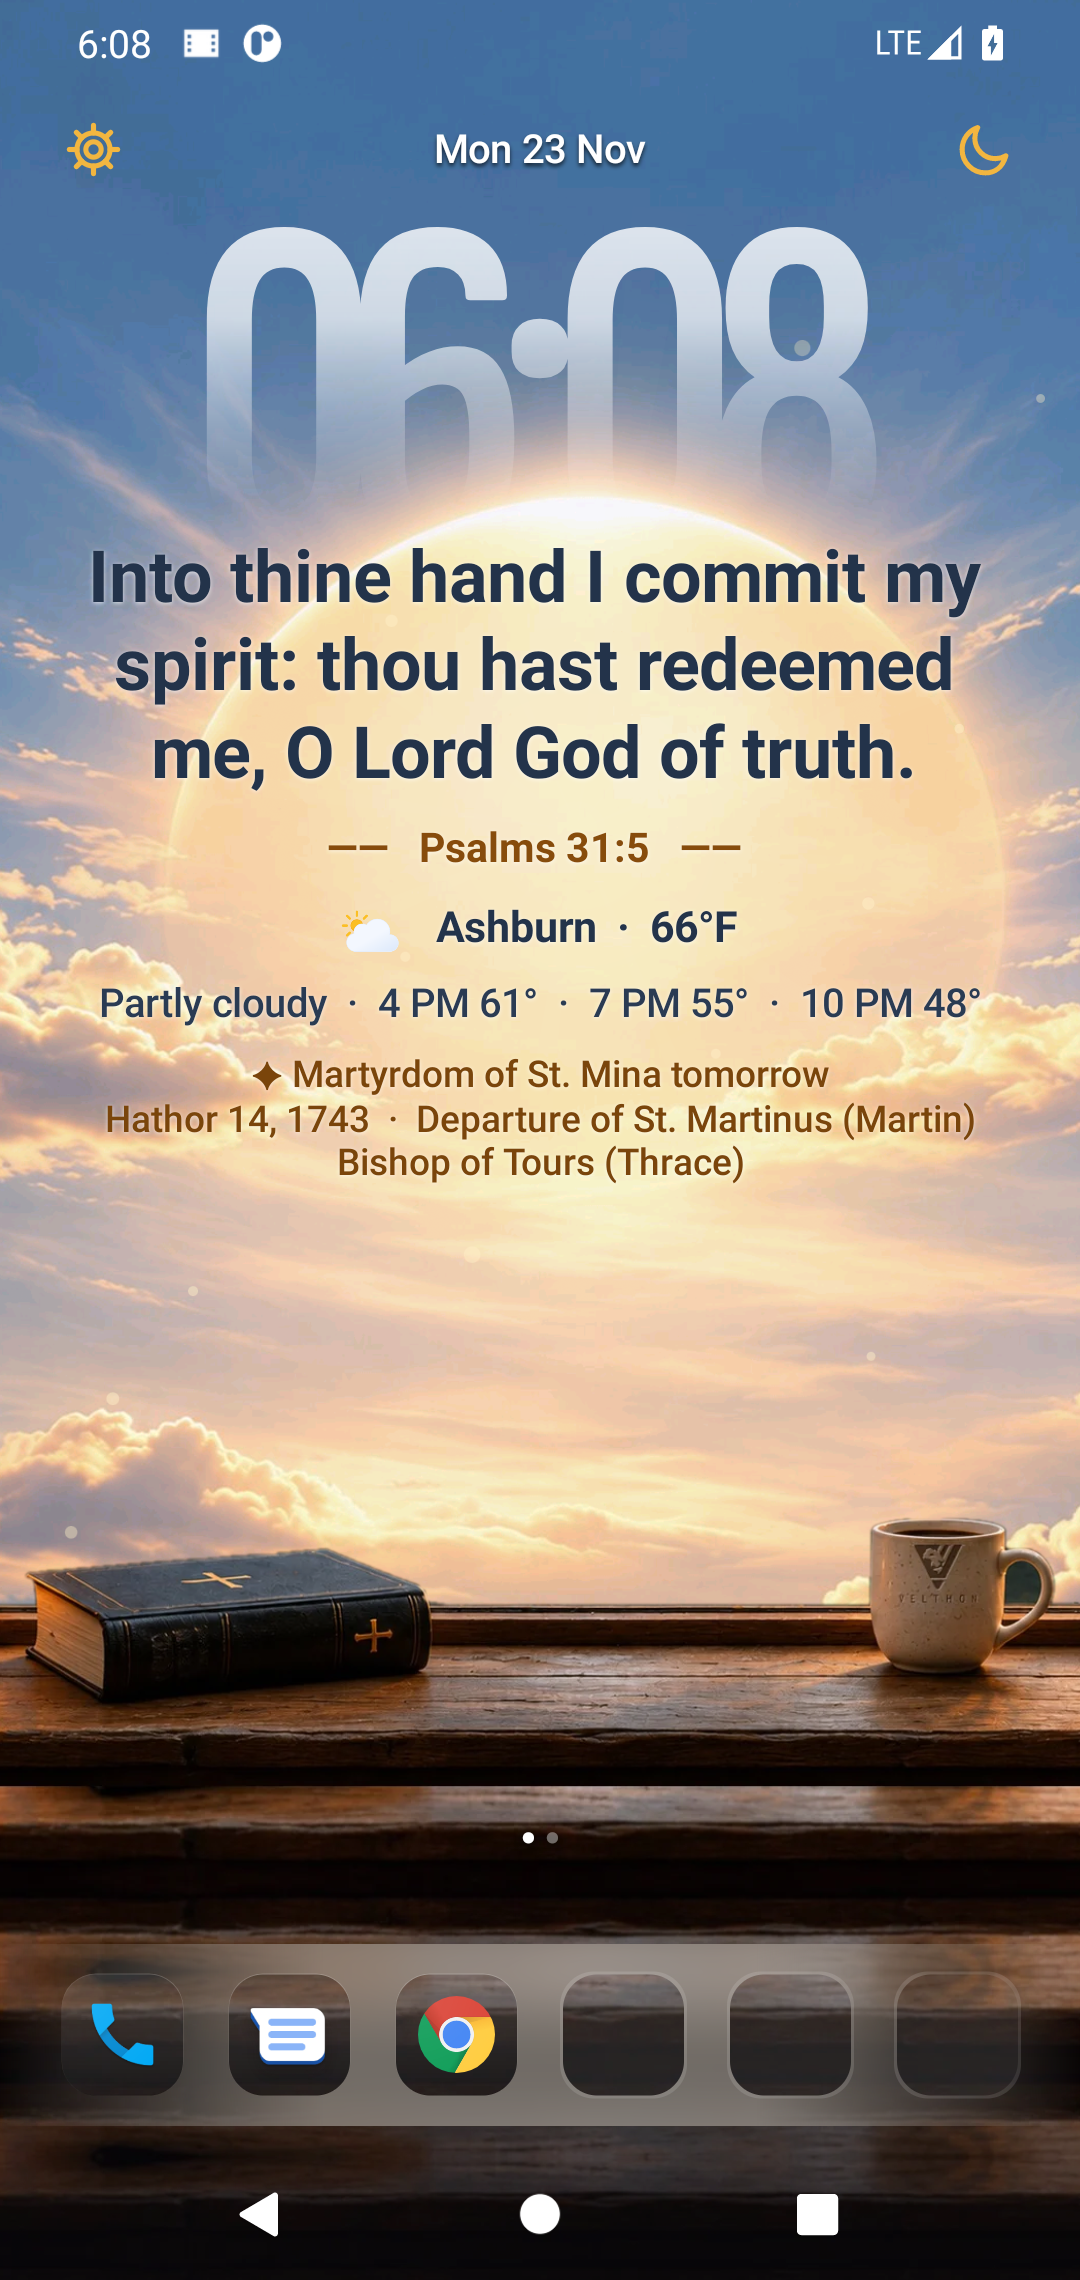 6:08
LTE
Mon 23 Nov
06:08
Into thine hand I commit my
spirit: thou hast redeemed
me, O Lord God of truth.
—— Psalms 31:5 ——
Ashburn · 66°F
Partly cloudy · 4 PM 61° · 7 PM 55° · 10 PM 48°
✦ Martyrdom of St. Mina tomorrow
Hathor 14, 1743 · Departure of St. Martinus (Martin)
Bishop of Tours (Thrace)
VELTHON